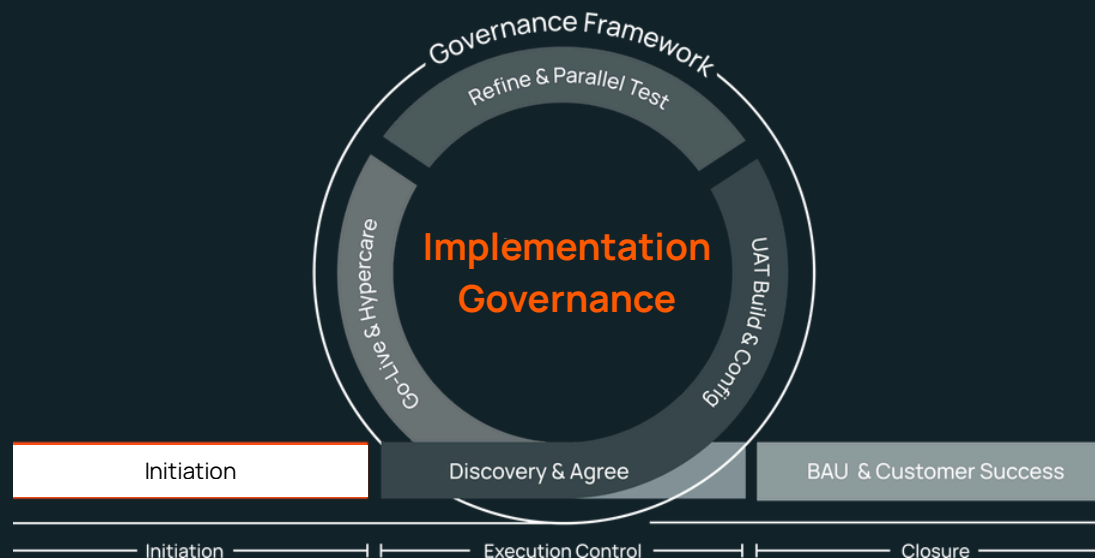 Governance Framework
Refine & Parallel Test
Implementation
Governance
Go-Live & Hypercare
UAT Build & Config
Initiation
Discovery & Agree
BAU & Customer Success
Initiation
Execution Control
Closure